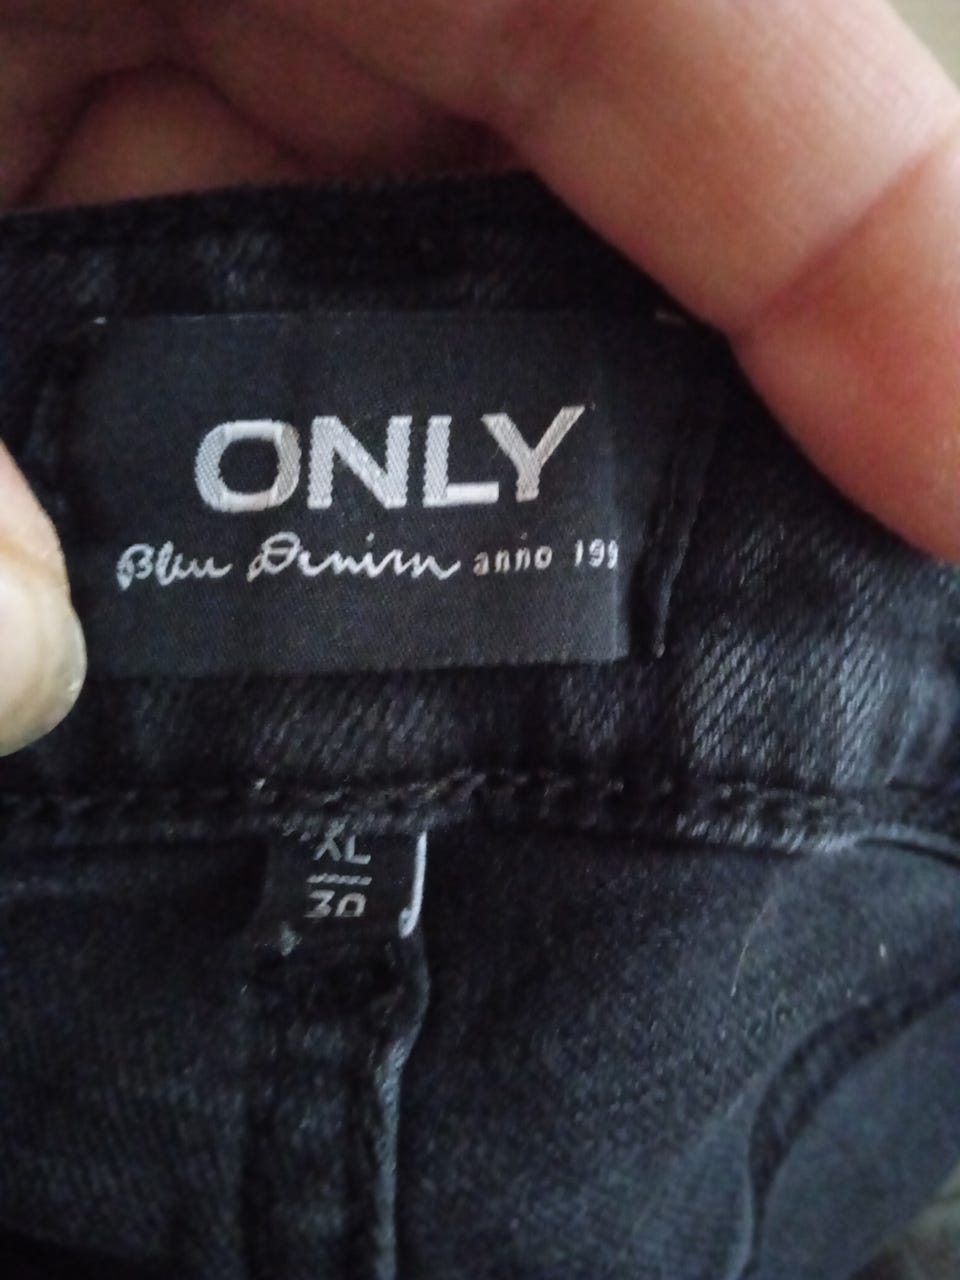 ONLY
Blue Denim anno 199
XL
30